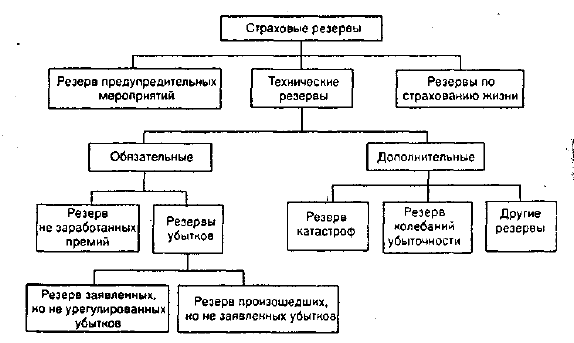 Страховые резервы
Резерв предупредительных
мероприятий
Технические
резервы
Резервы по
страхованию жизни
Обязательные
Дополнительные
Резерв
не заработанных
премий
Резервы
убытков
Резерв
катастроф
Резерв
колебаний
убыточности
Другие
резервы
Резерв заявленных,
но не урегулированных
убытков
Резерв произошедших,
но не заявленных убытков